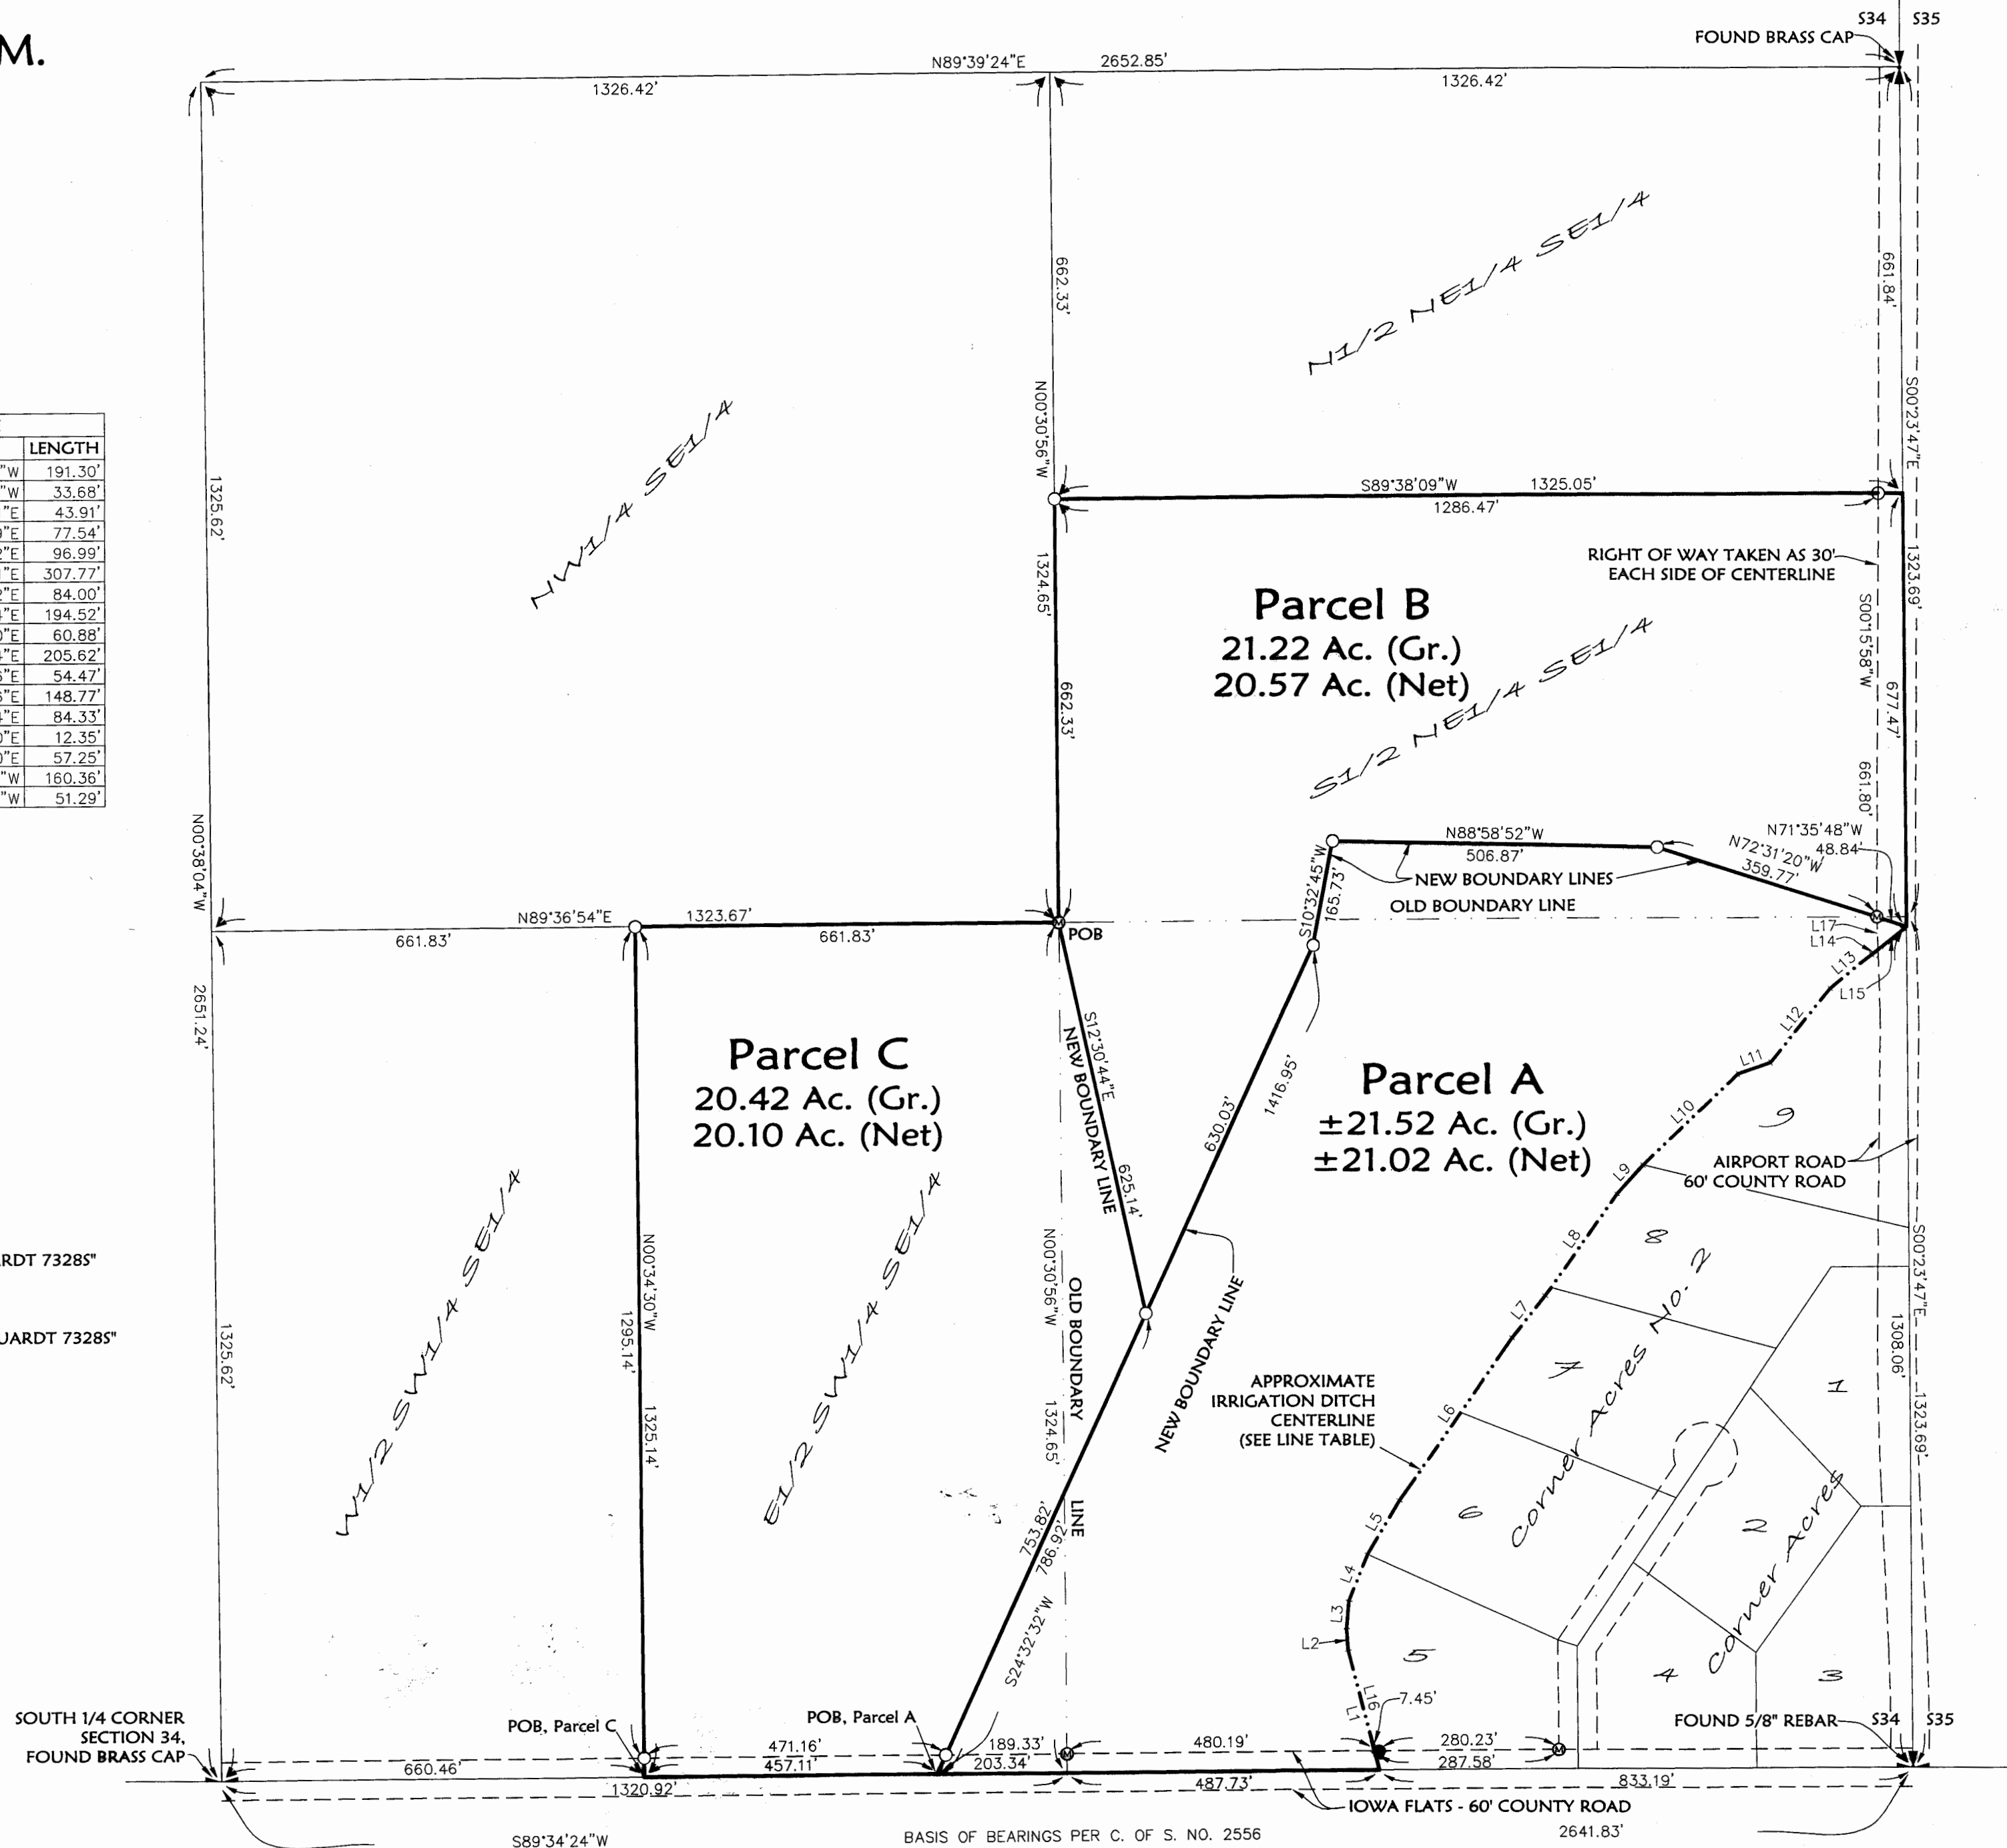 M.
S34
S35
FOUND BRASS CAP
N89°39'24"E 2652.85'
1326.42'
1326.42'
662.33'
N00°30'56"W
661.84'
S00°23'47"E
N1/2 NE1/4 SE1/4
NW1/4 SE1/4
1325.62'
N00°38'04"W
2651.24'
LENGTH
"W 191.30'
"W 33.68'
"E 43.91'
"E 77.54'
"E 96.99'
"E 307.77'
"E 84.00'
"E 194.52'
"E 60.88'
"E 205.62'
"E 54.47'
"E 148.77'
"E 84.33'
"E 12.35'
"E 57.25'
"W 160.36'
"W 51.29'
S89°38'09"W 1325.05'
1286.47'
RIGHT OF WAY TAKEN AS 30'
EACH SIDE OF CENTERLINE
1324.65'
1323.69'
Parcel B
21.22 Ac. (Gr.)
20.57 Ac. (Net)
S1/2 NE1/4 SE1/4
S00°15'58"W
677.47'
662.33'
661.80'
N88°58'52"W
506.87'
N71°35'48"W
48.84'
N72°31'20"W
359.77'
S10°32'45"W
165.73'
NEW BOUNDARY LINES
OLD BOUNDARY LINE
N89°36'54"E 1323.67'
661.83'
661.83'
POB
L17
L14
L13
L15
L12
L11
L10
L9
L8
L7
L6
L5
L4
L3
L2
L16
L1
Parcel C
20.42 Ac. (Gr.)
20.10 Ac. (Net)
S12°30'44"E
NEW BOUNDARY LINE
625.14'
630.03'
1416.95'
Parcel A
±21.52 Ac. (Gr.)
±21.02 Ac. (Net)
9
AIRPORT ROAD
60' COUNTY ROAD
8
7
6
5
4
3
2
1
Corner Acres No. 2
Corner Acres
S00°23'47"E
1308.06'
1323.69'
W1/2 SW1/4 SE1/4
E1/2 SW1/4 SE1/4
N00°34'30"W
1295.14'
1325.14'
N00°30'56"W
1324.65'
OLD BOUNDARY
LINE
NEW BOUNDARY LINE
APPROXIMATE
IRRIGATION DITCH
CENTERLINE
(SEE LINE TABLE)
RDT 7328S"
UARDT 7328S"
1325.62'
753.82'
786.92'
S24°32'32"W
SOUTH 1/4 CORNER
SECTION 34,
FOUND BRASS CAP
POB, Parcel C
POB, Parcel A
7.45'
FOUND 5/8" REBAR
S34
S35
471.16'
189.33'
480.19'
280.23'
660.46'
457.11'
203.34'
287.58'
1320.92'
487.73'
833.19'
IOWA FLATS - 60' COUNTY ROAD
S89°34'24"W
BASIS OF BEARINGS PER C. OF S. NO. 2556
2641.83'